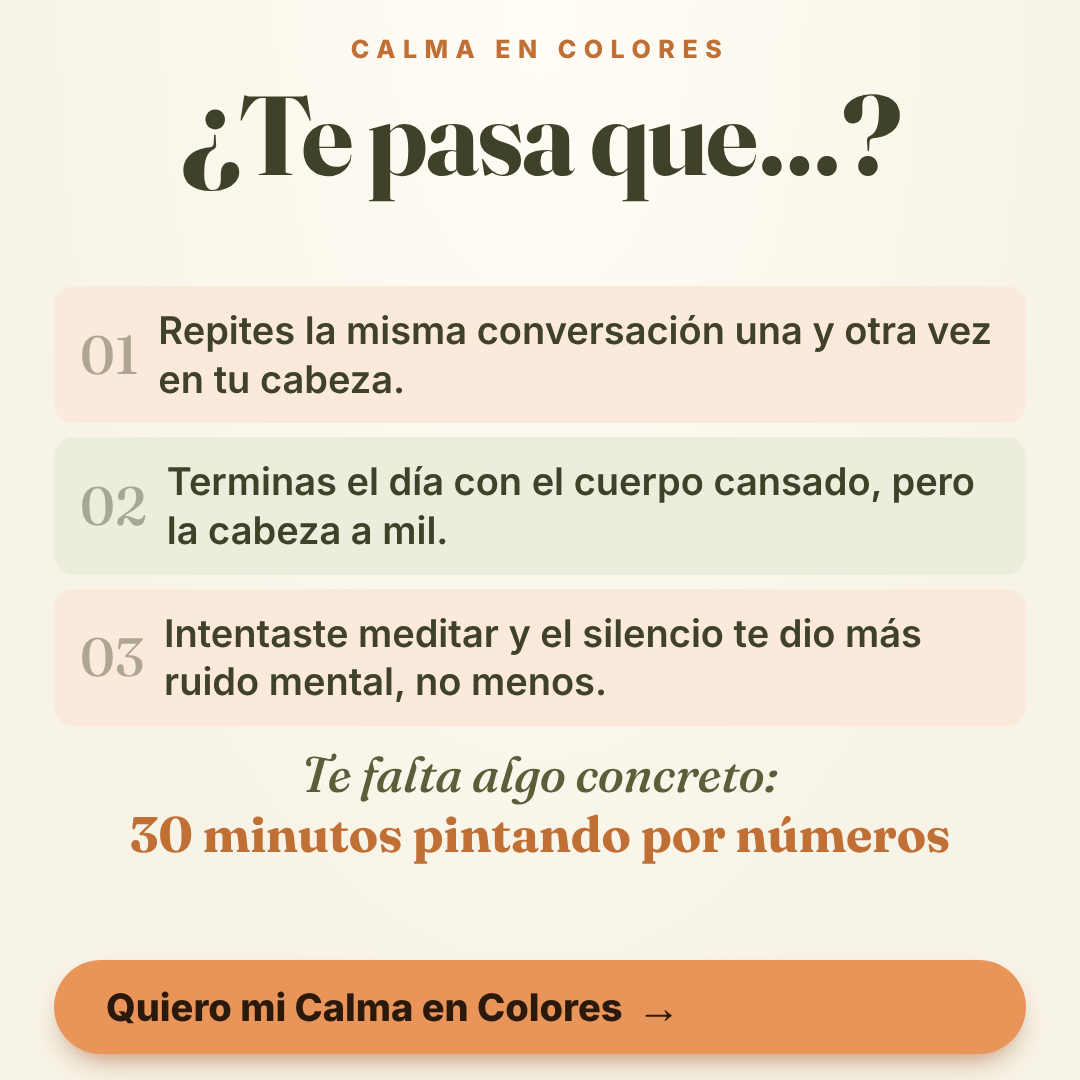 CALMA EN COLORES
¿Te pasa que...?
01 Repites la misma conversación una y otra vez
en tu cabeza.
02 Terminas el día con el cuerpo cansado, pero
la cabeza a mil.
03 Intentaste meditar y el silencio te dio más
ruido mental, no menos.
Te falta algo concreto:
30 minutos pintando por números
Quiero mi Calma en Colores →